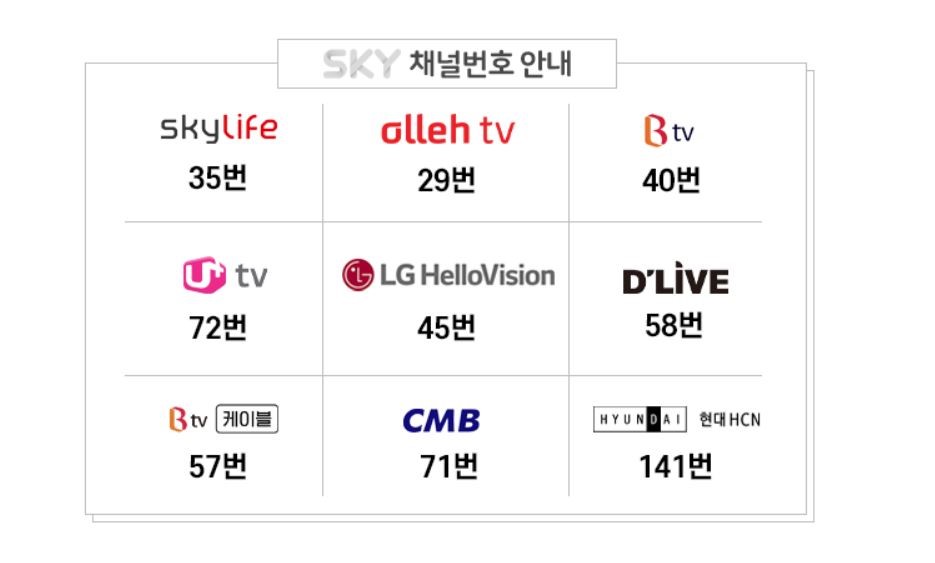 SKY 채널번호 안내
skylife
35번
olleh tv
29번
B tv
40번
U+ tv
72번
LG HelloVision
45번
D'LIVE
58번
B tv 케이블
57번
CMB
71번
HYUNDAI 현대HCN
141번